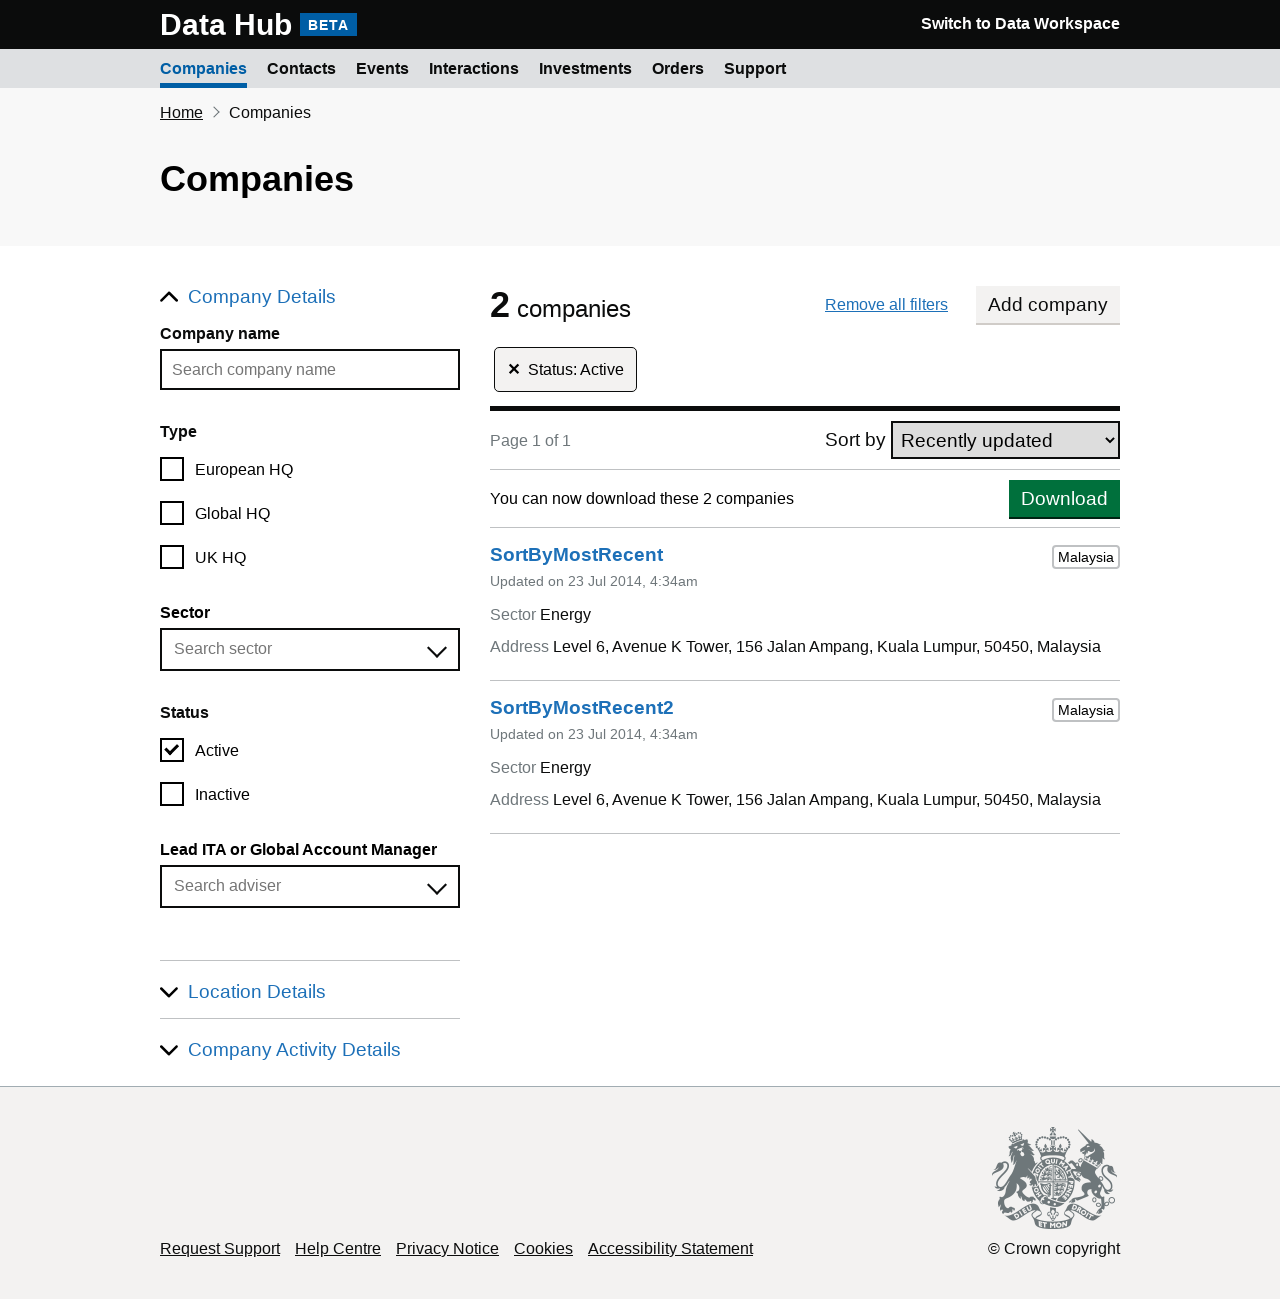 Data Hub BETA
Switch to Data Workspace
Companies Contacts Events Interactions Investments Orders Support
Home Companies
Companies
Company Details
Company name
Search company name
Type
European HQ
Global HQ
UK HQ
Sector
Search sector
Status
Active
Inactive
Lead ITA or Global Account Manager
Search adviser
Location Details
Company Activity Details
2 companies
Remove all filters
Add company
✕ Status: Active
Page 1 of 1
Sort by Recently updated
You can now download these 2 companies
Download
SortByMostRecent
Malaysia
Updated on 23 Jul 2014, 4:34am
Sector Energy
Address Level 6, Avenue K Tower, 156 Jalan Ampang, Kuala Lumpur, 50450, Malaysia
SortByMostRecent2
Malaysia
Updated on 23 Jul 2014, 4:34am
Sector Energy
Address Level 6, Avenue K Tower, 156 Jalan Ampang, Kuala Lumpur, 50450, Malaysia
DIEU ET MON DROIT
Request Support Help Centre Privacy Notice Cookies Accessibility Statement
© Crown copyright